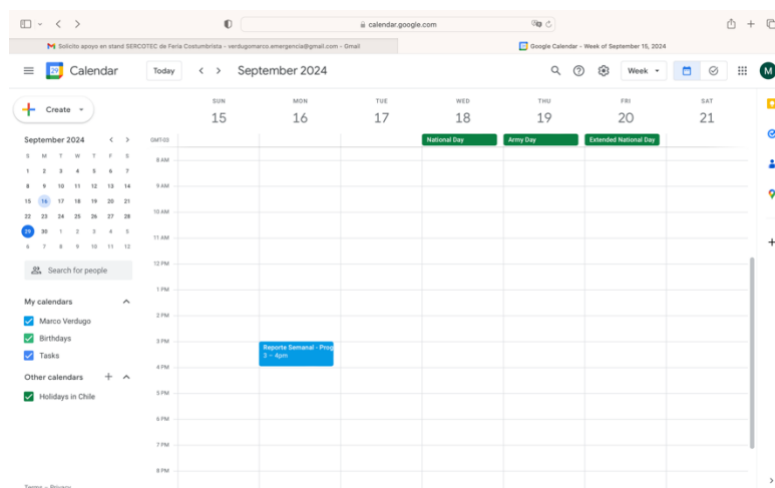 calendar.google.com
Solicito apoyo en stand SERCOTEC de Feria Costumbrista - verdugomarco.emergencia@gmail.com - Gmail
Google Calendar - Week of September 15, 2024
29
Calendar
Today
September 2024
Week
M
Create
SUN
15
MON
16
TUE
17
WED
18
THU
19
FRI
20
SAT
21
September 2024
S M T W T F S
1 2 3 4 5 6 7
8 9 10 11 12 13 14
15 16 17 18 19 20 21
22 23 24 25 26 27 28
29 30 1 2 3 4 5
6 7 8 9 10 11 12
Search for people
My calendars
Marco Verdugo
Birthdays
Tasks
Other calendars
Holidays in Chile
Terms – Privacy
GMT-03
National Day
Army Day
Extended National Day
8 AM
9 AM
10 AM
11 AM
12 PM
1 PM
2 PM
3 PM
Reporte Semanal - Prog
3 – 4pm
4 PM
5 PM
6 PM
7 PM
8 PM